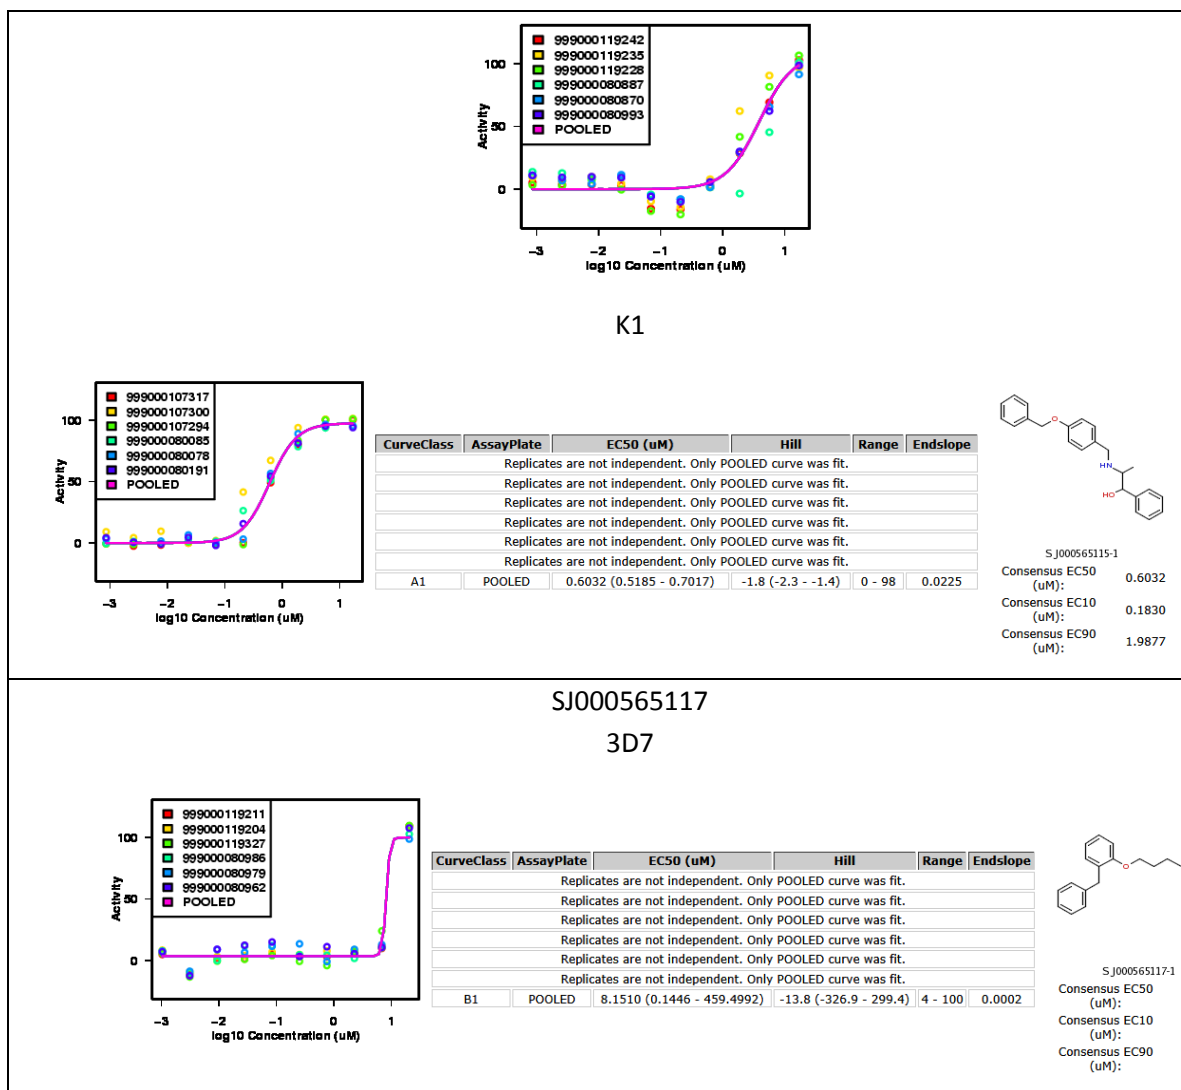 999000119242
999000119235
999000119228
999000080887
999000080870
999000080993
POOLED
100
50
0
Activity
−3 −2 −1 0 1
log10 Concentration (uM)
K1
999000107317
999000107300
999000107294
999000080085
999000080078
999000080191
POOLED
100
50
0
Activity
−3 −2 −1 0 1
log10 Concentration (uM)
CurveClass AssayPlate EC50 (uM) Hill Range Endslope
Replicates are not independent. Only POOLED curve was fit.
Replicates are not independent. Only POOLED curve was fit.
Replicates are not independent. Only POOLED curve was fit.
Replicates are not independent. Only POOLED curve was fit.
Replicates are not independent. Only POOLED curve was fit.
Replicates are not independent. Only POOLED curve was fit.
A1 POOLED 0.6032 (0.5185 - 0.7017) -1.8 (-2.3 - -1.4) 0 - 98 0.0225
O
HN
HO
SJ000565115-1
Consensus EC50 (uM): 0.6032
Consensus EC10 (uM): 0.1830
Consensus EC90 (uM): 1.9877
SJ000565117
3D7
999000119211
999000119204
999000119327
999000080986
999000080979
999000080962
POOLED
100
50
0
Activity
−3 −2 −1 0 1
log10 Concentration (uM)
CurveClass AssayPlate EC50 (uM) Hill Range Endslope
Replicates are not independent. Only POOLED curve was fit.
Replicates are not independent. Only POOLED curve was fit.
Replicates are not independent. Only POOLED curve was fit.
Replicates are not independent. Only POOLED curve was fit.
Replicates are not independent. Only POOLED curve was fit.
Replicates are not independent. Only POOLED curve was fit.
B1 POOLED 8.1510 (0.1446 - 459.4992) -13.8 (-326.9 - 299.4) 4 - 100 0.0002
O
SJ000565117-1
Consensus EC50 (uM):
Consensus EC10 (uM):
Consensus EC90 (uM):